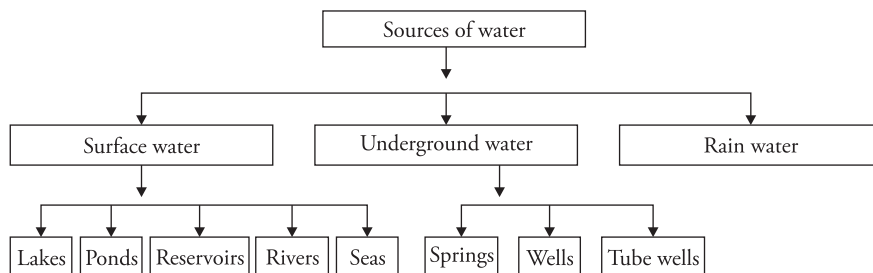 Sources of water
Surface water
Underground water
Rain water
Lakes
Ponds
Reservoirs
Rivers
Seas
Springs
Wells
Tube wells